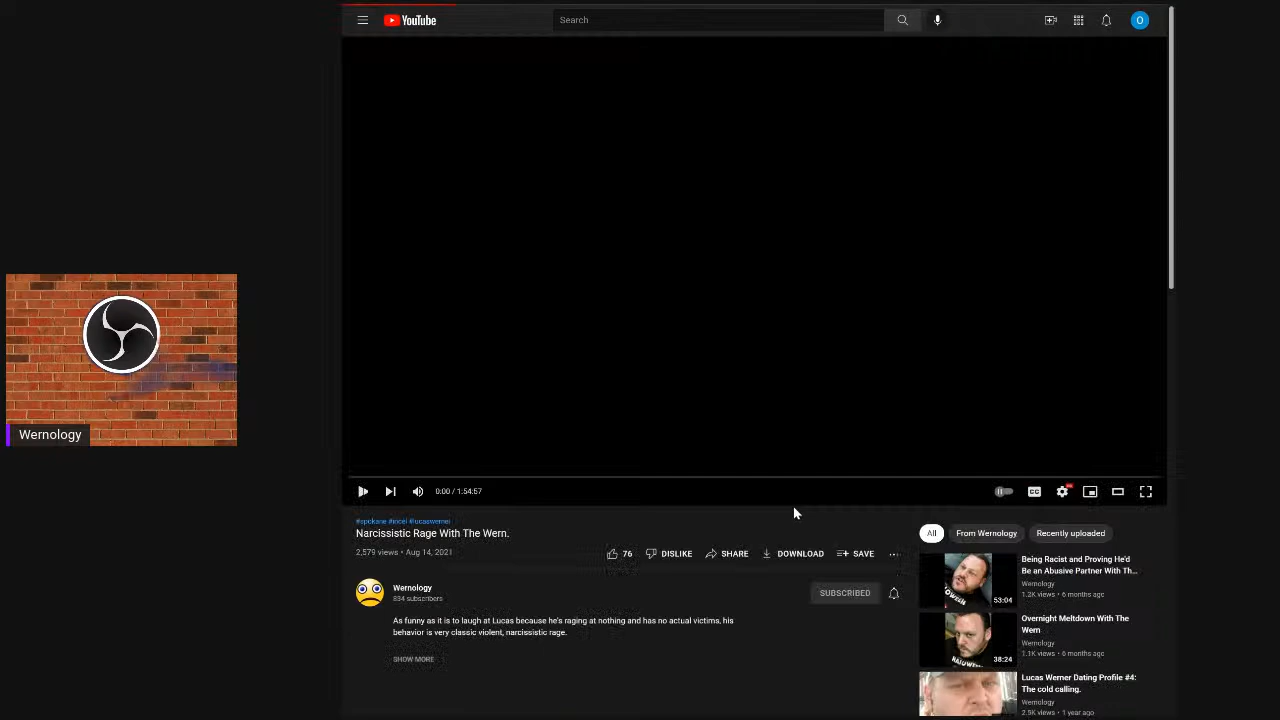 YouTube
Search
O
Wernology
0:00 / 1:54:57
#spokane #incel #lucaswerner
Narcissistic Rage With The Wern.
2,579 views • Aug 14, 2021
76
DISLIKE
SHARE
DOWNLOAD
SAVE
Wernology
834 subscribers
SUBSCRIBED
As funny as it is to laugh at Lucas because he's raging at nothing and has no actual victims, his
behavior is very classic violent, narcissistic rage.
SHOW MORE
All
From Wernology
Recently uploaded
Being Racist and Proving He'd
Be an Abusive Partner With Th...
Wernology
1.2K views • 6 months ago
53:04
Overnight Meltdown With The
Wern
Wernology
1.1K views • 6 months ago
38:24
Lucas Werner Dating Profile #4:
The cold calling.
Wernology
2.9K views • 1 year ago